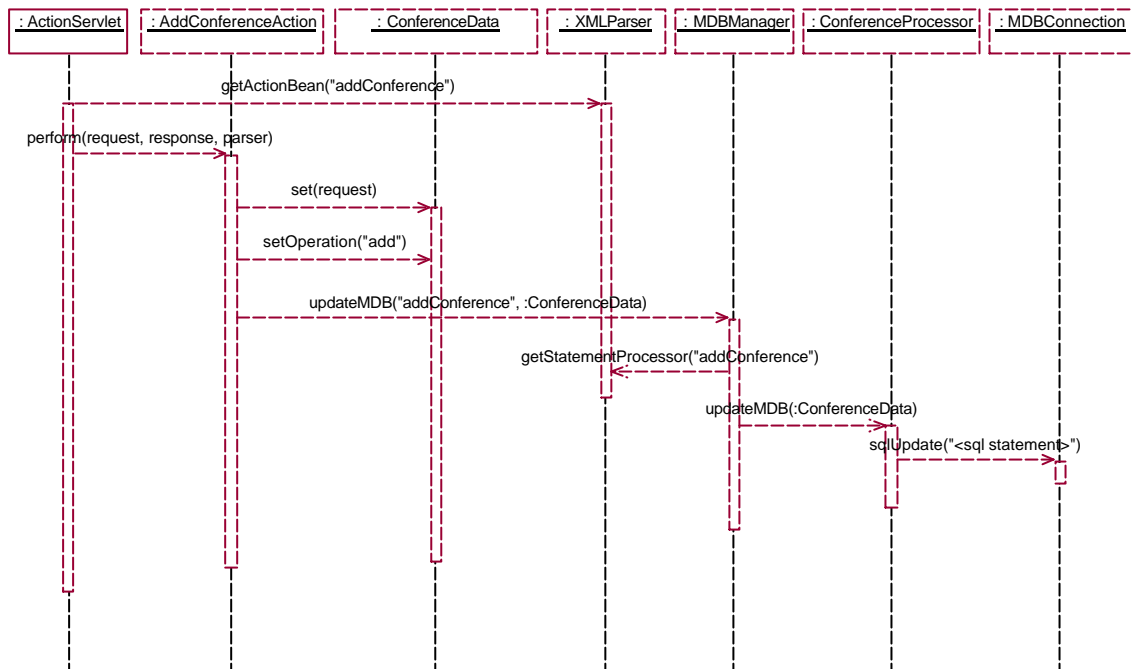 : ActionServlet
: AddConferenceAction
: ConferenceData
: XMLParser
: MDBManager
: ConferenceProcessor
: MDBConnection
getActionBean("addConference")
perform(request, response, parser)
set(request)
setOperation("add")
updateMDB("addConference", :ConferenceData)
getStatementProcessor("addConference")
updateMDB(:ConferenceData)
sqlUpdate("<sql statement>")